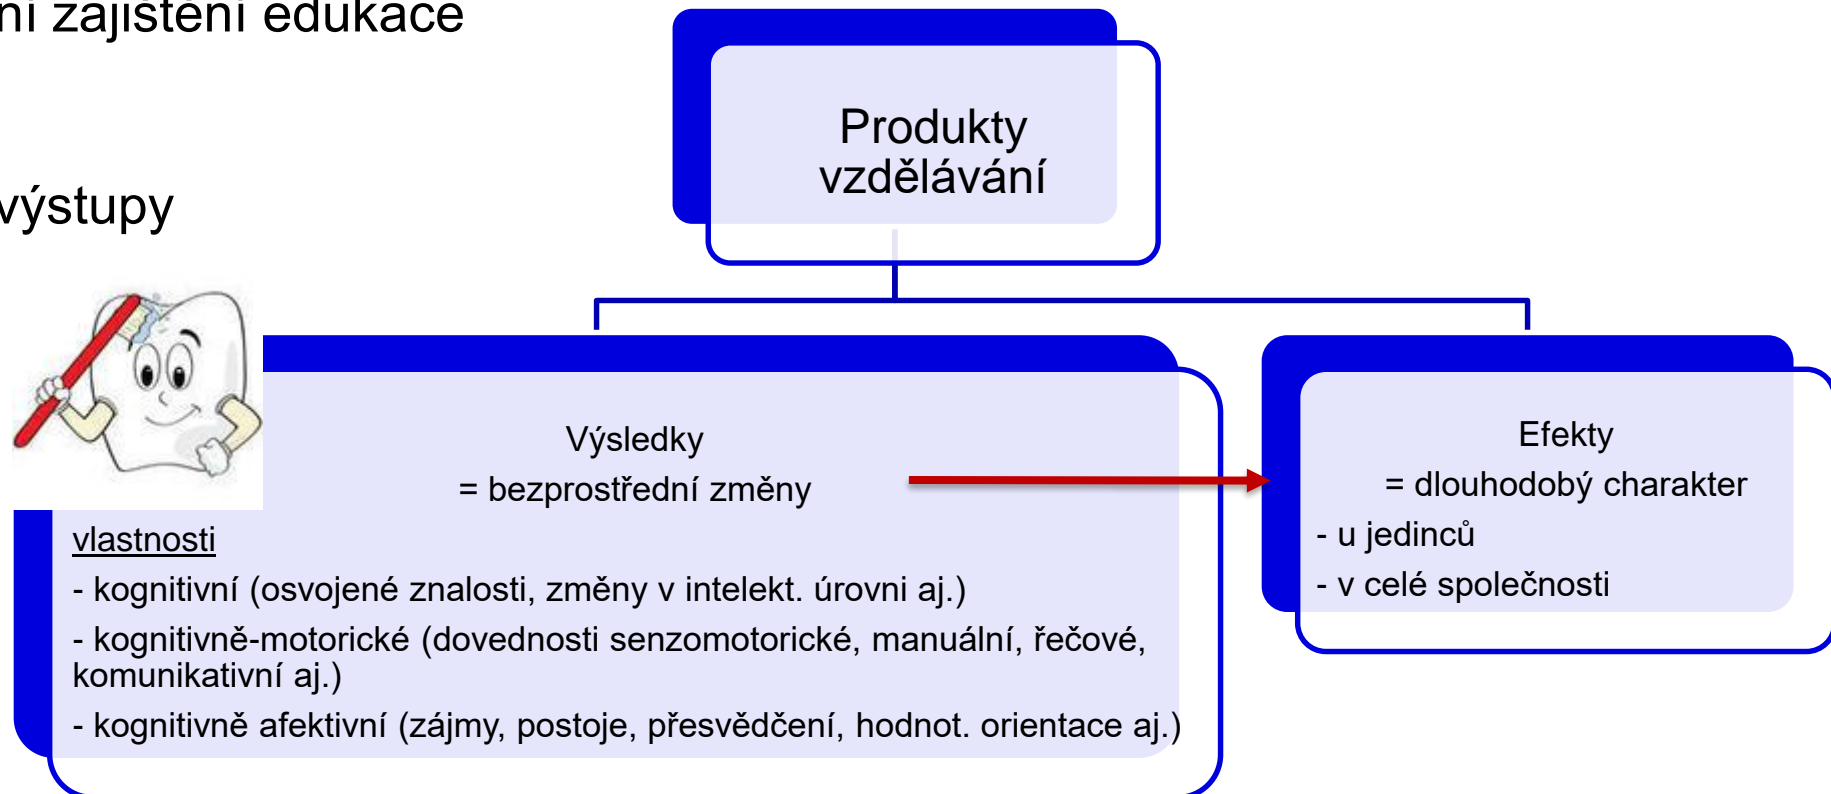 ní zajištění edukace
výstupy
Produkty
vzdělávání
Výsledky
= bezprostřední změny
vlastnosti
- kognitivní (osvojené znalosti, změny v intelekt. úrovni aj.)
- kognitivně-motorické (dovednosti senzomotorické, manuální, řečové,
komunikativní aj.)
- kognitivně afektivní (zájmy, postoje, přesvědčení, hodnot. orientace aj.)
Efekty
= dlouhodobý charakter
- u jedinců
- v celé společnosti